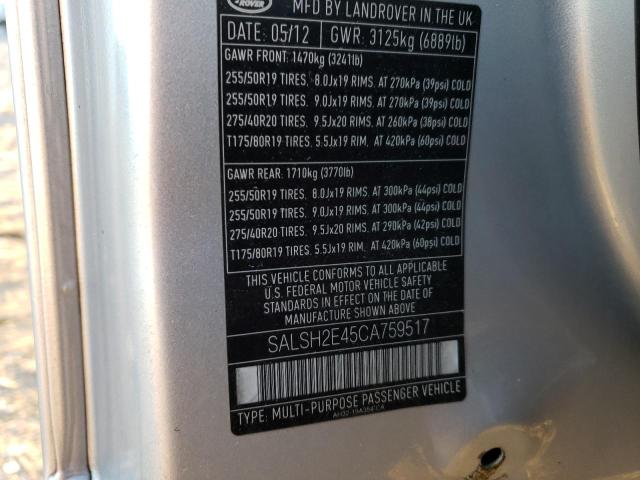 ROVER
MFD BY LANDROVER IN THE UK
DATE: 05/12 GWR: 3125kg (6889lb)
GAWR FRONT: 1470kg (3241lb)
255/50R19 TIRES, 8.0Jx19 RIMS, AT 270kPa (39psi) COLD
255/50R19 TIRES, 9.0Jx19 RIMS, AT 270kPa (39psi) COLD
275/40R20 TIRES, 9.5Jx20 RIMS, AT 260kPa (38psi) COLD
T175/80R19 TIRES, 5.5Jx19 RIM, AT 420kPa (60psi) COLD
GAWR REAR: 1710kg (3770lb)
255/50R19 TIRES, 8.0Jx19 RIMS, AT 300kPa (44psi) COLD
255/50R19 TIRES, 9.0Jx19 RIMS, AT 300kPa (44psi) COLD
275/40R20 TIRES, 9.5Jx20 RIMS, AT 290kPa (42psi) COLD
T175/80R19 TIRES, 5.5Jx19 RIM, AT 420kPa (60psi) COLD
THIS VEHICLE CONFORMS TO ALL APPLICABLE
U.S. FEDERAL MOTOR VEHICLE SAFETY
STANDARDS IN EFFECT ON THE DATE OF
MANUFACTURE SHOWN ABOVE.
SALSH2E45CA759517
TYPE: MULTI-PURPOSE PASSENGER VEHICLE